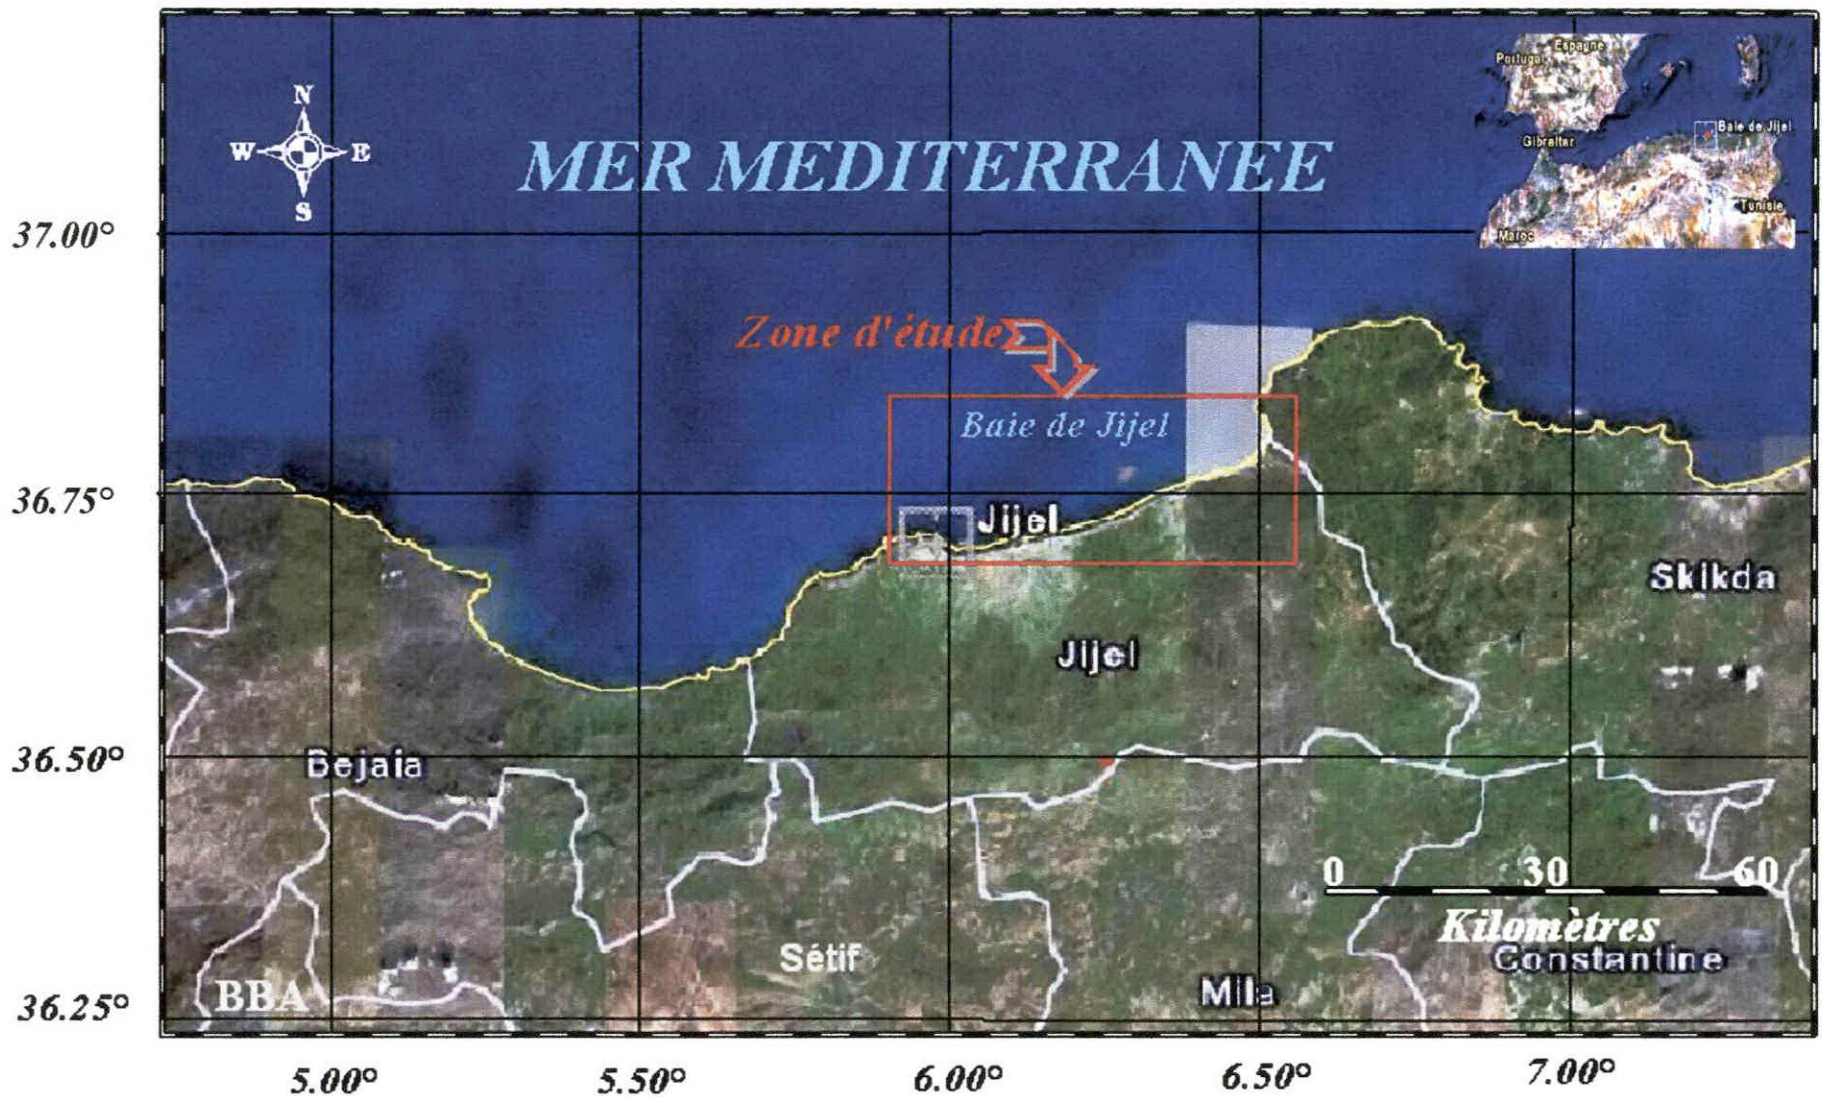 Espagne
Portugal
Baie de Jijel
Gibraltar
Tunisie
Maroc
N
W E
S
MER MEDITERRANEE
37.00°
Zone d'étude
Baie de Jijel
36.75°
Jijel
Skikda
Jijel
36.50°
Bejaia
0 30 60
Kilomètres
Sétif
Constantine
Mila
BBA
36.25°
5.00° 5.50° 6.00° 6.50° 7.00°